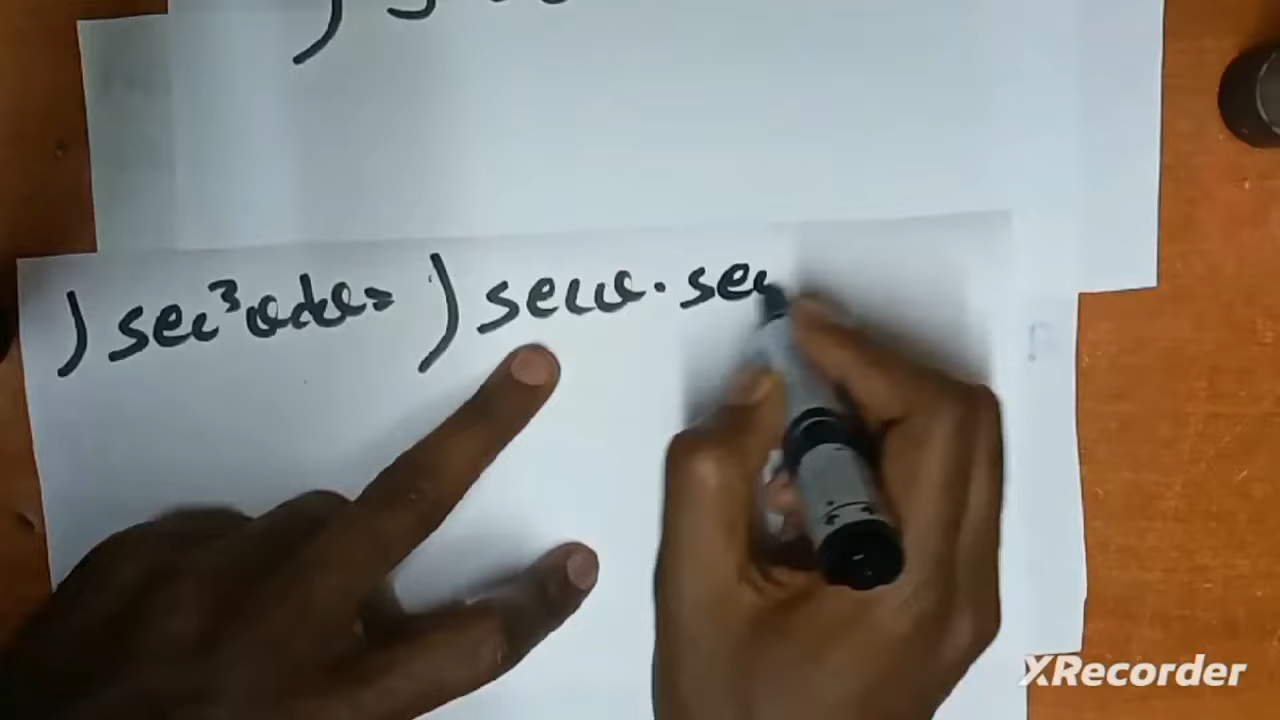 ∫ sec³θdθ = ∫ secθ · sec
XRecorder